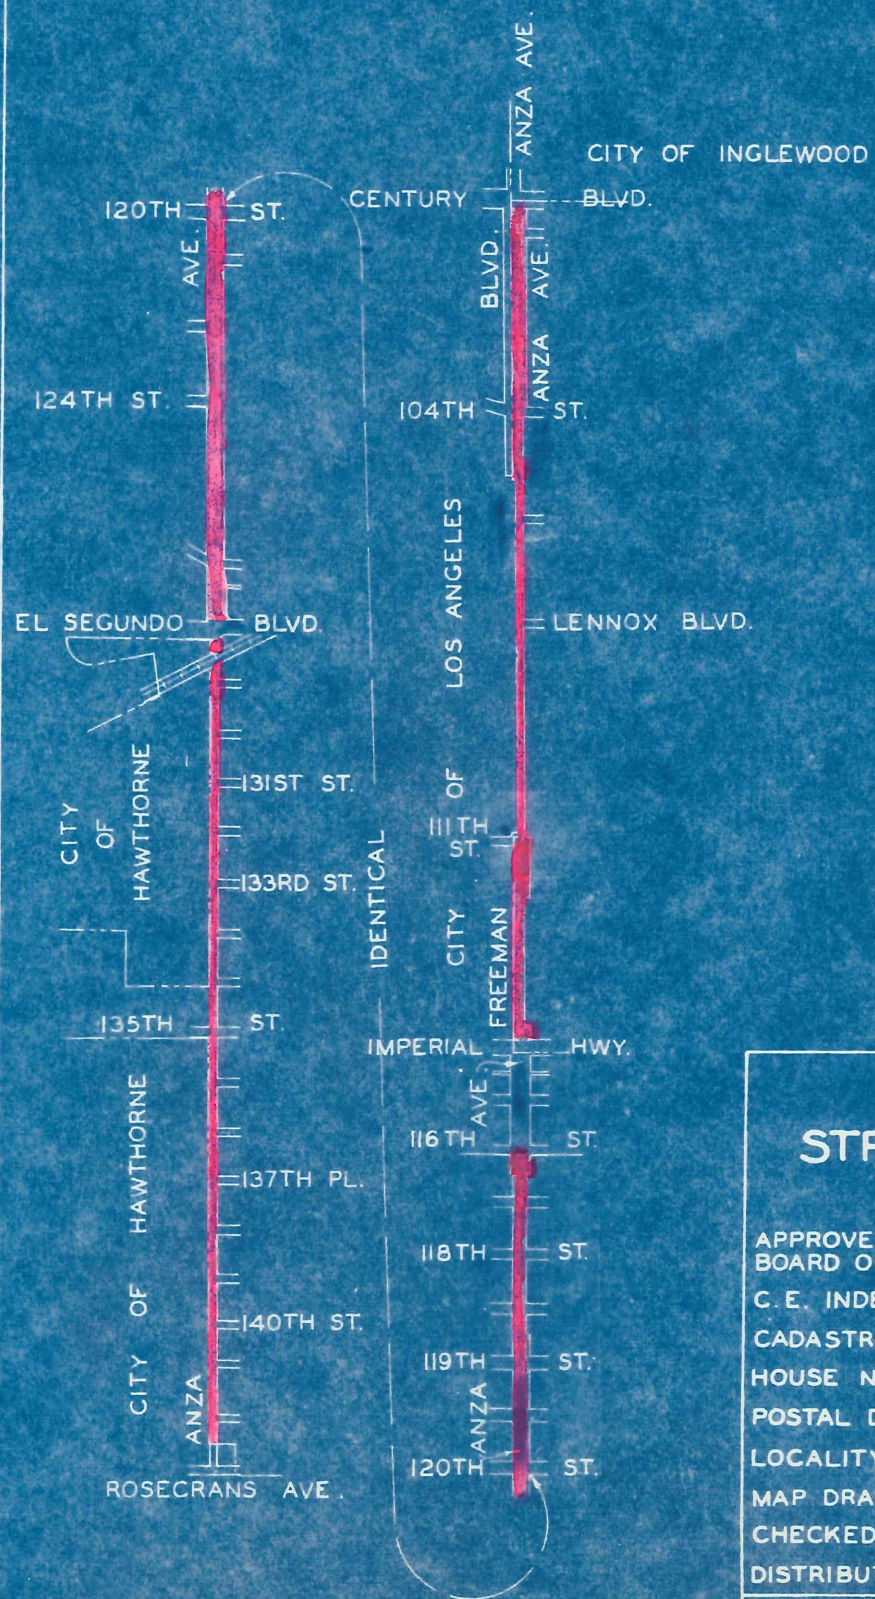 ANZA AVE.
CITY OF INGLEWOOD
CENTURY BLVD.
120TH ST.
AVE.
BLVD.
ANZA AVE.
124TH ST.
104TH ST.
CITY OF LOS ANGELES
EL SEGUNDO BLVD.
LENNOX BLVD.
CITY
OF
HAWTHORNE
131ST ST.
111TH
ST.
IDENTICAL
133RD ST.
FREEMAN
135TH ST.
IMPERIAL HWY.
AVE.
CITY OF HAWTHORNE
116TH ST.
137TH PL.
118TH ST.
140TH ST.
119TH ST.
ANZA
ANZA
120TH ST.
ROSECRANS AVE.
STR
APPROVE
BOARD O
C.E. INDE
CADASTR
HOUSE N
POSTAL D
LOCALITY
MAP DRA
CHECKED
DISTRIBUT